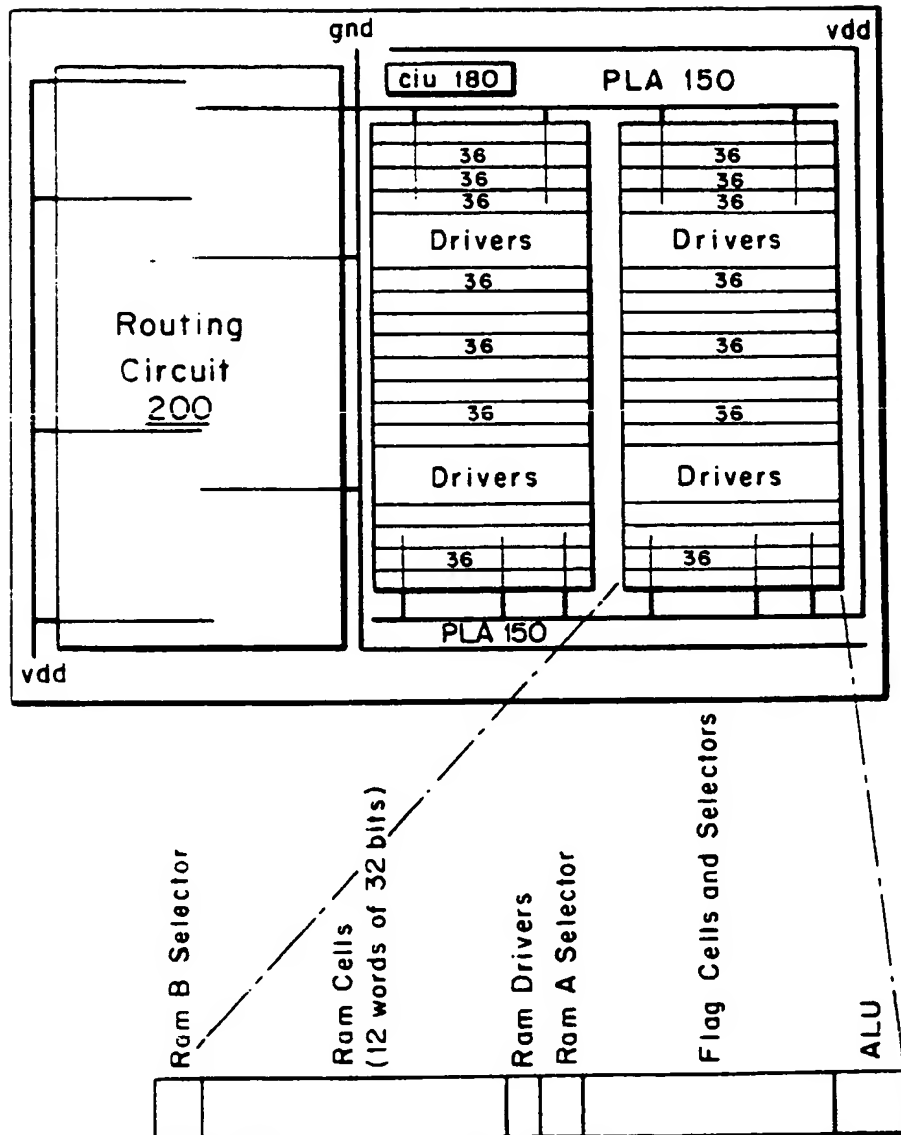 gnd
vdd
ciu 180
PLA 150
36
36
36
36
36
36
Drivers
Drivers
36
36
Routing
Circuit
200
36
36
36
36
Drivers
Drivers
36
36
PLA 150
vdd
Ram B Selector
Ram Cells
(12 words of 32 bits)
Ram Drivers
Ram A Selector
Flag Cells and Selectors
ALU